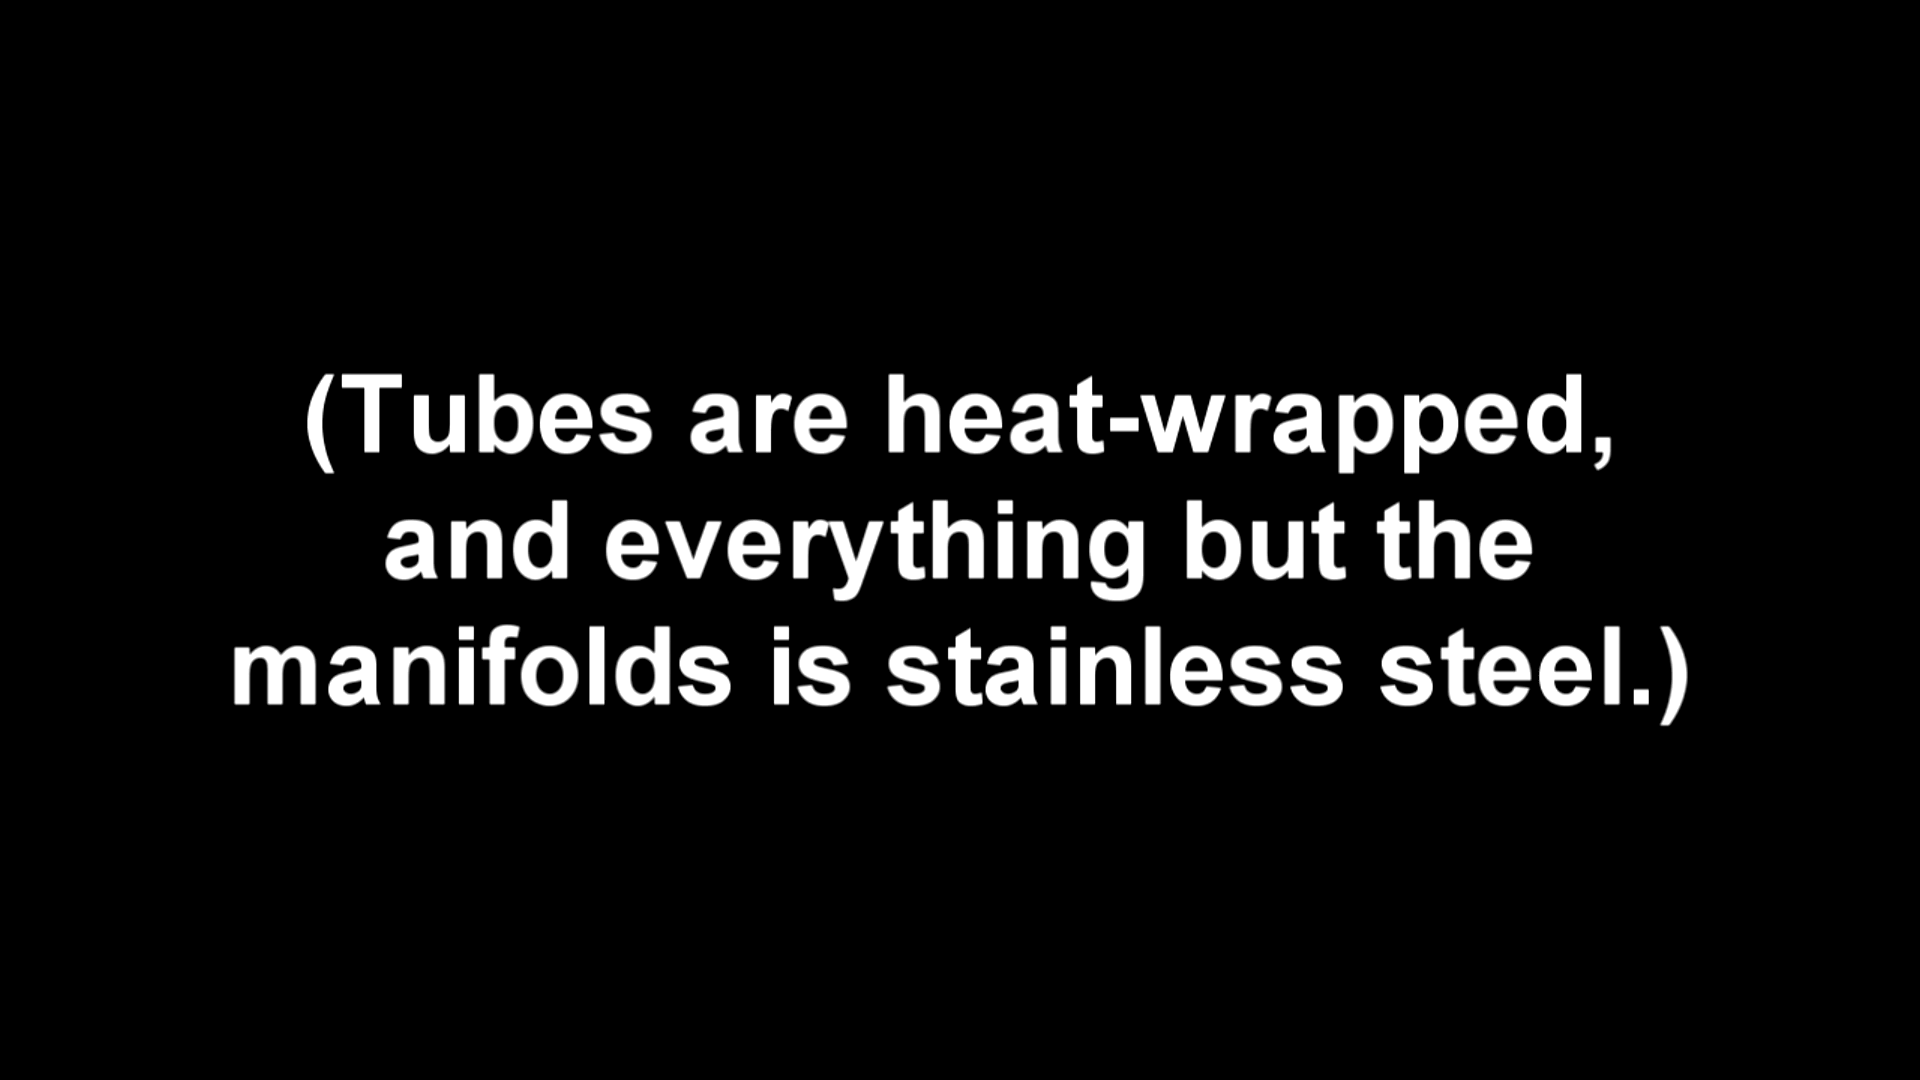 (Tubes are heat-wrapped,
and everything but the
manifolds is stainless steel.)